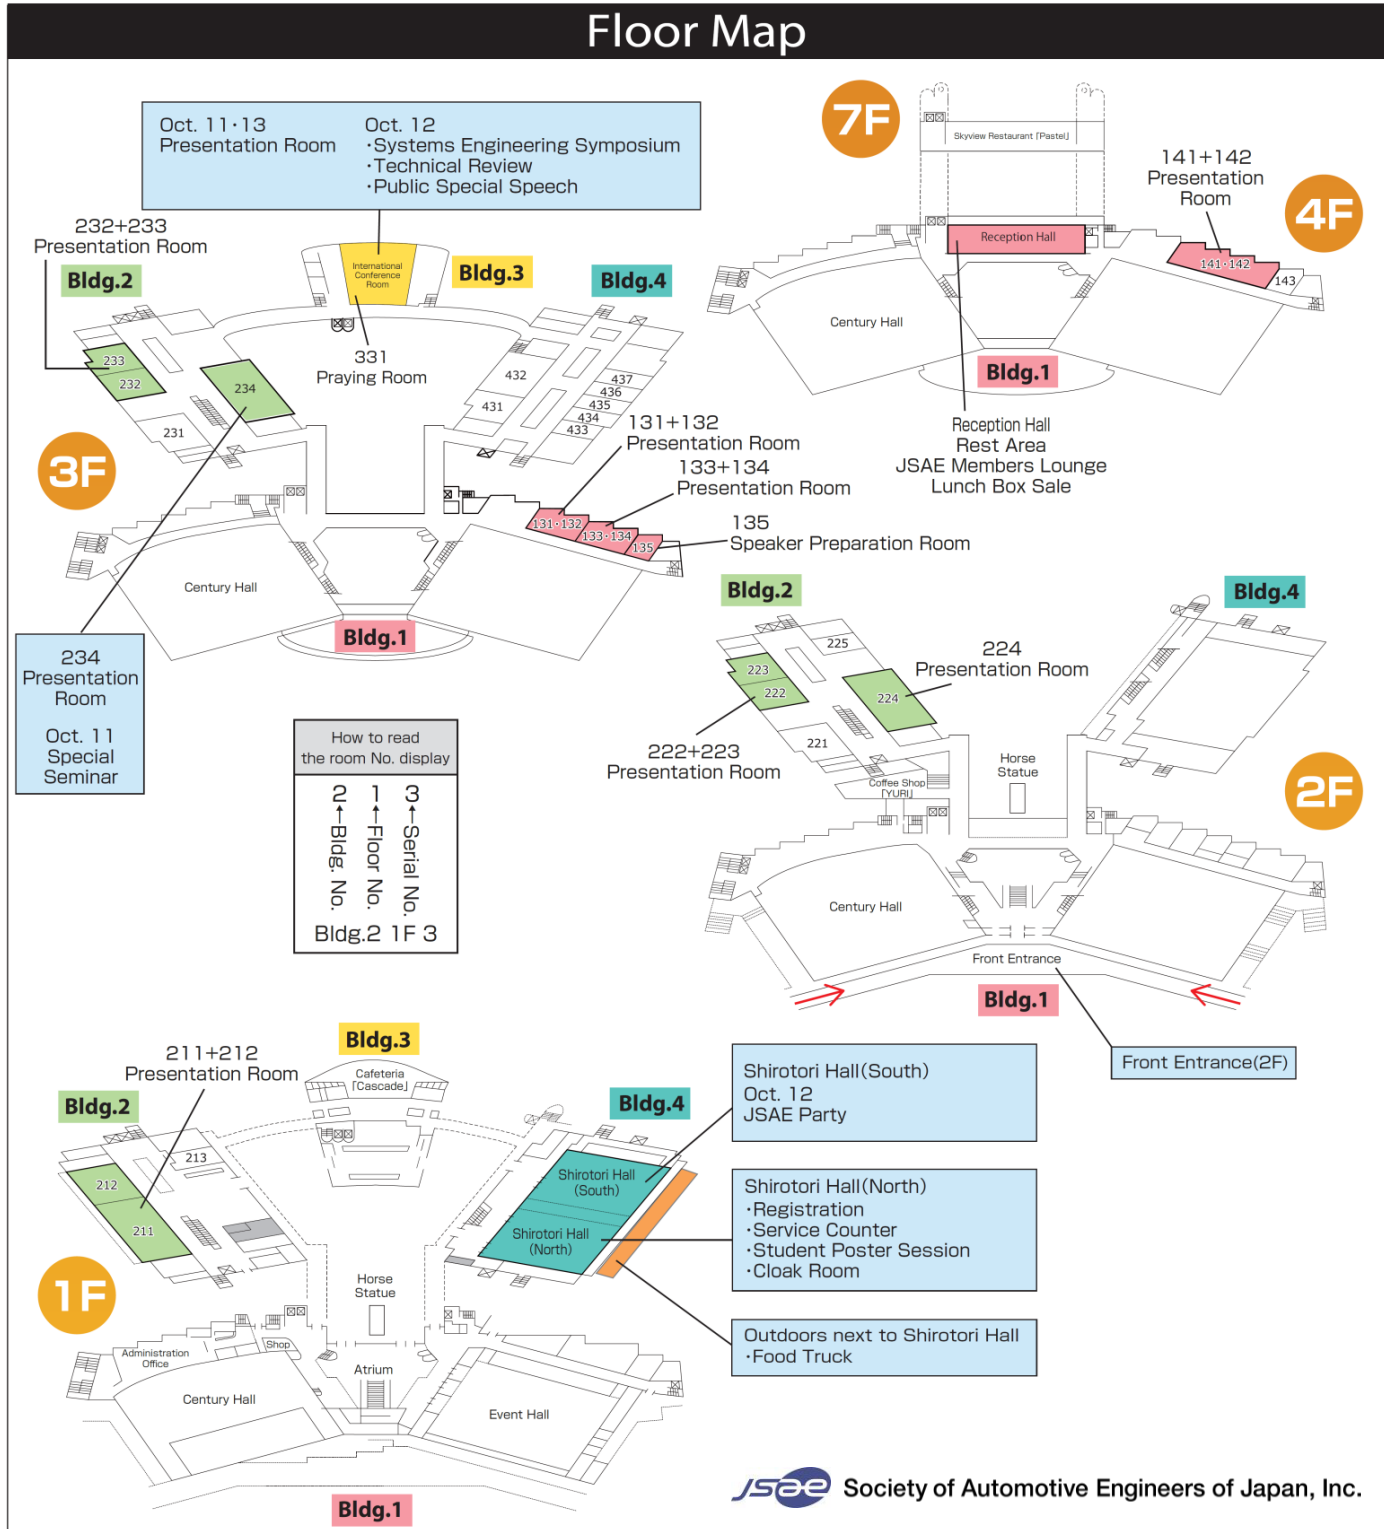 Floor Map
Oct. 11・13
Presentation Room
Oct. 12
・Systems Engineering Symposium
・Technical Review
・Public Special Speech
232+233
Presentation Room
Bldg.2
International
Conference
Room
Bldg.3
Bldg.4
331
Praying Room
233
232
234
231
432
431
437
436
435
434
433
3F
131+132
Presentation Room
133+134
Presentation Room
135
Speaker Preparation Room
131・132
133・134
135
Century Hall
Bldg.1
234
Presentation
Room
Oct. 11
Special
Seminar
7F
Skyview Restaurant「Pastel」
141+142
Presentation
Room
4F
Reception Hall
141・142
143
Century Hall
Bldg.1
Reception Hall
Rest Area
JSAE Members Lounge
Lunch Box Sale
How to read
the room No. display
2 1 3
←Bldg. No.
←Floor No.
←Serial No.
Bldg.2 1F 3
Bldg.2
Bldg.4
225
223
222
224
221
224
Presentation Room
222+223
Presentation Room
Coffee Shop
「YURI」
Horse
Statue
2F
Century Hall
Front Entrance
Bldg.1
Front Entrance(2F)
211+212
Presentation Room
Bldg.2
Bldg.3
Cafeteria
「Cascade」
Bldg.4
213
212
211
Shirotori Hall
(South)
Shirotori Hall
(North)
1F
Horse
Statue
Administration
Office
Shop
Atrium
Century Hall
Event Hall
Bldg.1
Shirotori Hall(South)
Oct. 12
JSAE Party
Shirotori Hall(North)
・Registration
・Service Counter
・Student Poster Session
・Cloak Room
Outdoors next to Shirotori Hall
・Food Truck
JSAE Society of Automotive Engineers of Japan, Inc.